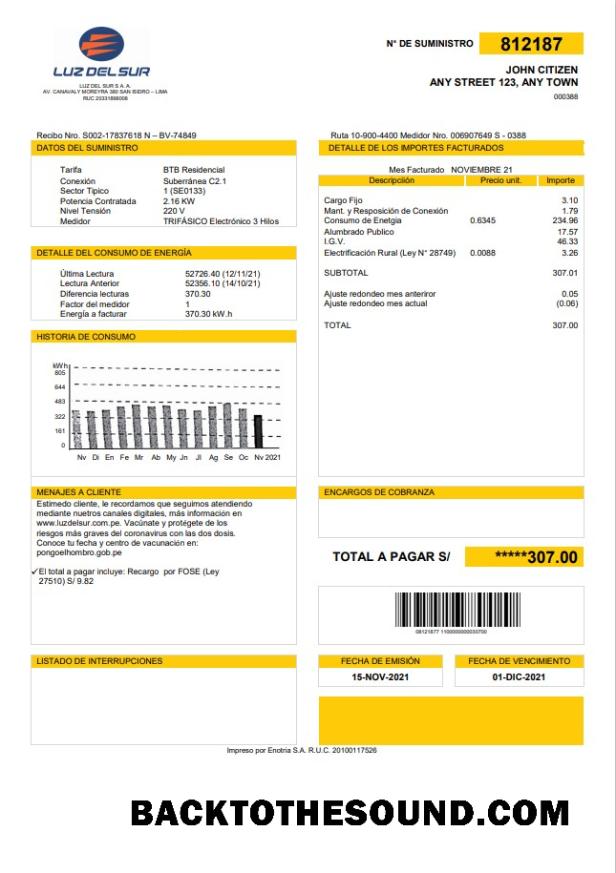 LUZ DEL SUR
LUZ DEL SUR S.A.A.
AV. CANAVALY MOREYRA 380 SAN ISIDRO – LIMA
RUC.20331898008
N° DE SUMINISTRO 812187
JOHN CITIZEN
ANY STREET 123, ANY TOWN
000388
Recibo Nro. S002-17837618 N – BV-74849
DATOS DEL SUMINISTRO
Tarifa BTB Residencial
Conexión Suberránea C2.1
Sector Tipico 1 (SE0133)
Potencia Contratada 2.16 KW
Nivel Tensión 220 V
Medidor TRIFÁSICO Electrónico 3 Hilos
DETALLE DEL CONSUMO DE ENERGÍA
Última Lectura 52726.40 (12/11/21)
Lectura Anterior 52356.10 (14/10/21)
Diferencia lecturas 370.30
Factor del medidor 1
Energía a facturar 370.30 kW.h
HISTORIA DE CONSUMO
kWh
805
644
483
322
161
0
Nv Di En Fe Mr Ab My Jn Jl Ag Se Oc Nv 2021
MENAJES A CLIENTE
Estimedo cliente, le recordamos que seguimos atendiendo
mediante nuetros canales digitales, más información en
www.luzdelsur.com.pe. Vacúnate y protégete de los
riesgos más graves del coronavirus con las dos dosis.
Conoce tu fecha y centro de vacunación en:
pongoelhombro.gob.pe
✓El total a pagar incluye: Recargo por FOSE (Ley
27510) S/ 9.82
LISTADO DE INTERRUPCIONES
Ruta 10-900-4400 Medidor Nro. 006907649 S - 0388
DETALLE DE LOS IMPORTES FACTURADOS
Mes Facturado NOVIEMBRE 21
Descripciión Precio unit. Importe
Cargo Fijo 3.10
Mant. y Resposición de Conexión 1.79
Consumo de Enetgia 0.6345 234.96
Alumbrado Publico 17.57
I.G.V. 46.33
Electrificación Rural (Ley N° 28749) 0.0088 3.26
SUBTOTAL 307.01
Ajuste redondeo mes anteriror 0.05
Ajuste redondeo mes actual (0.06)
TOTAL 307.00
ENCARGOS DE COBRANZA
TOTAL A PAGAR S/ *****307.00
08121877 1100000000030700
FECHA DE EMISIÓN FECHA DE VENCIMIENTO
15-NOV-2021 01-DIC-2021
Impreso por Enotria S.A. R.U.C. 20100117526
BACKTOTHESOUND.COM